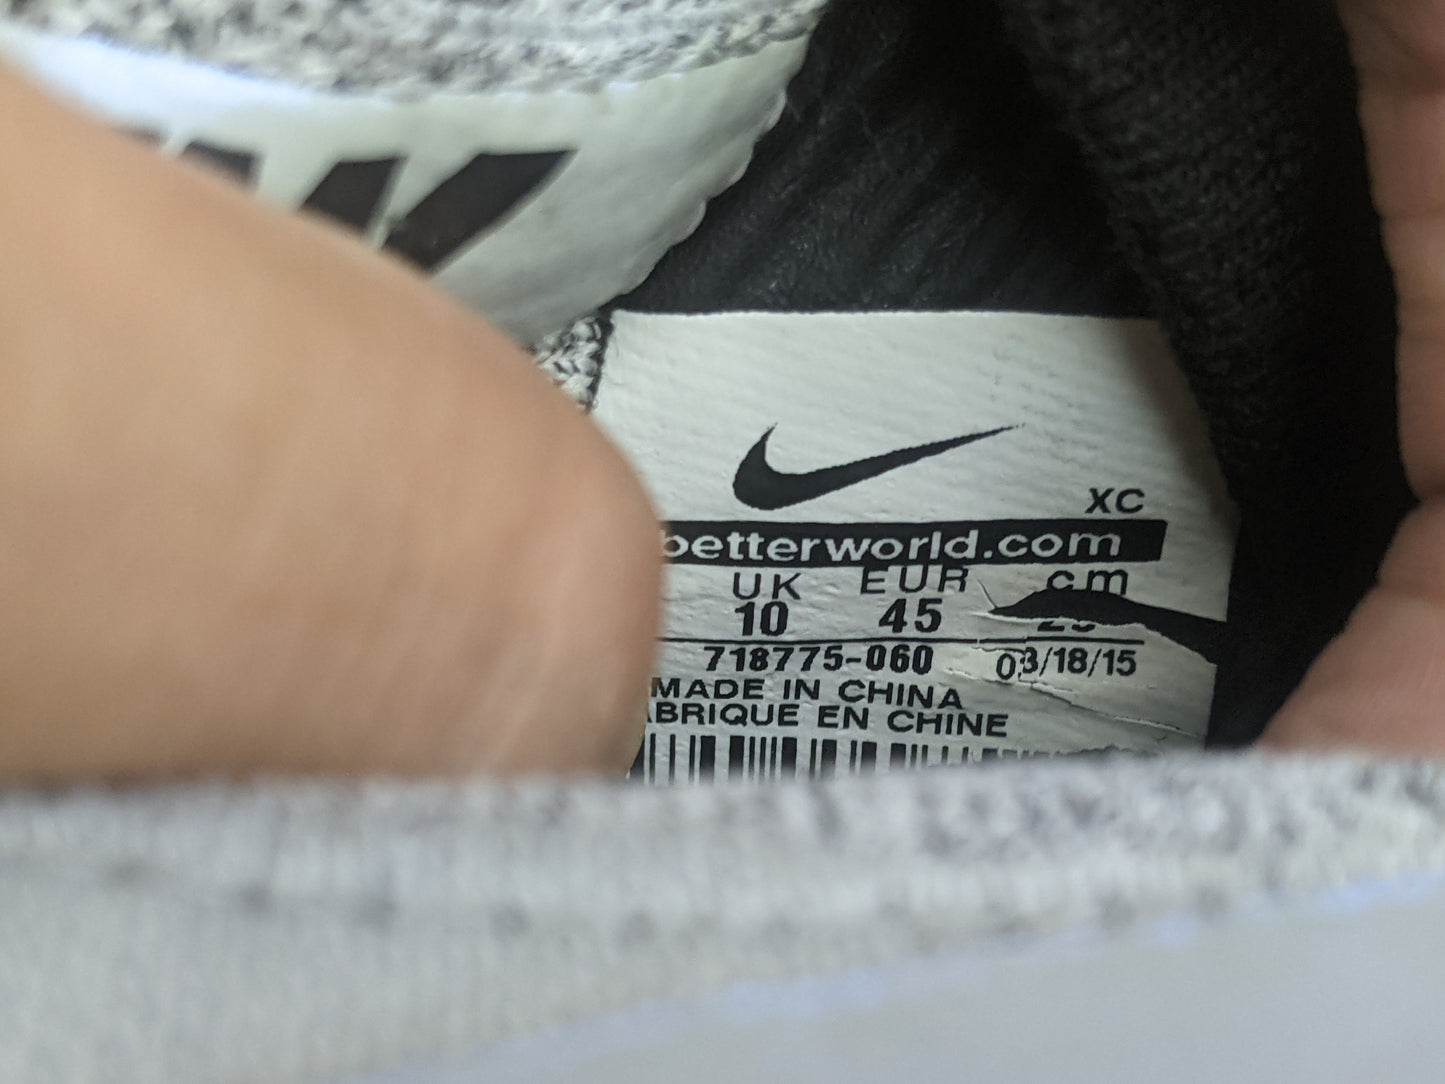 XC
betterworld.com
UK EUR cm
10 45
718775-060 03/18/15
MADE IN CHINA
ABRIQUE EN CHINE